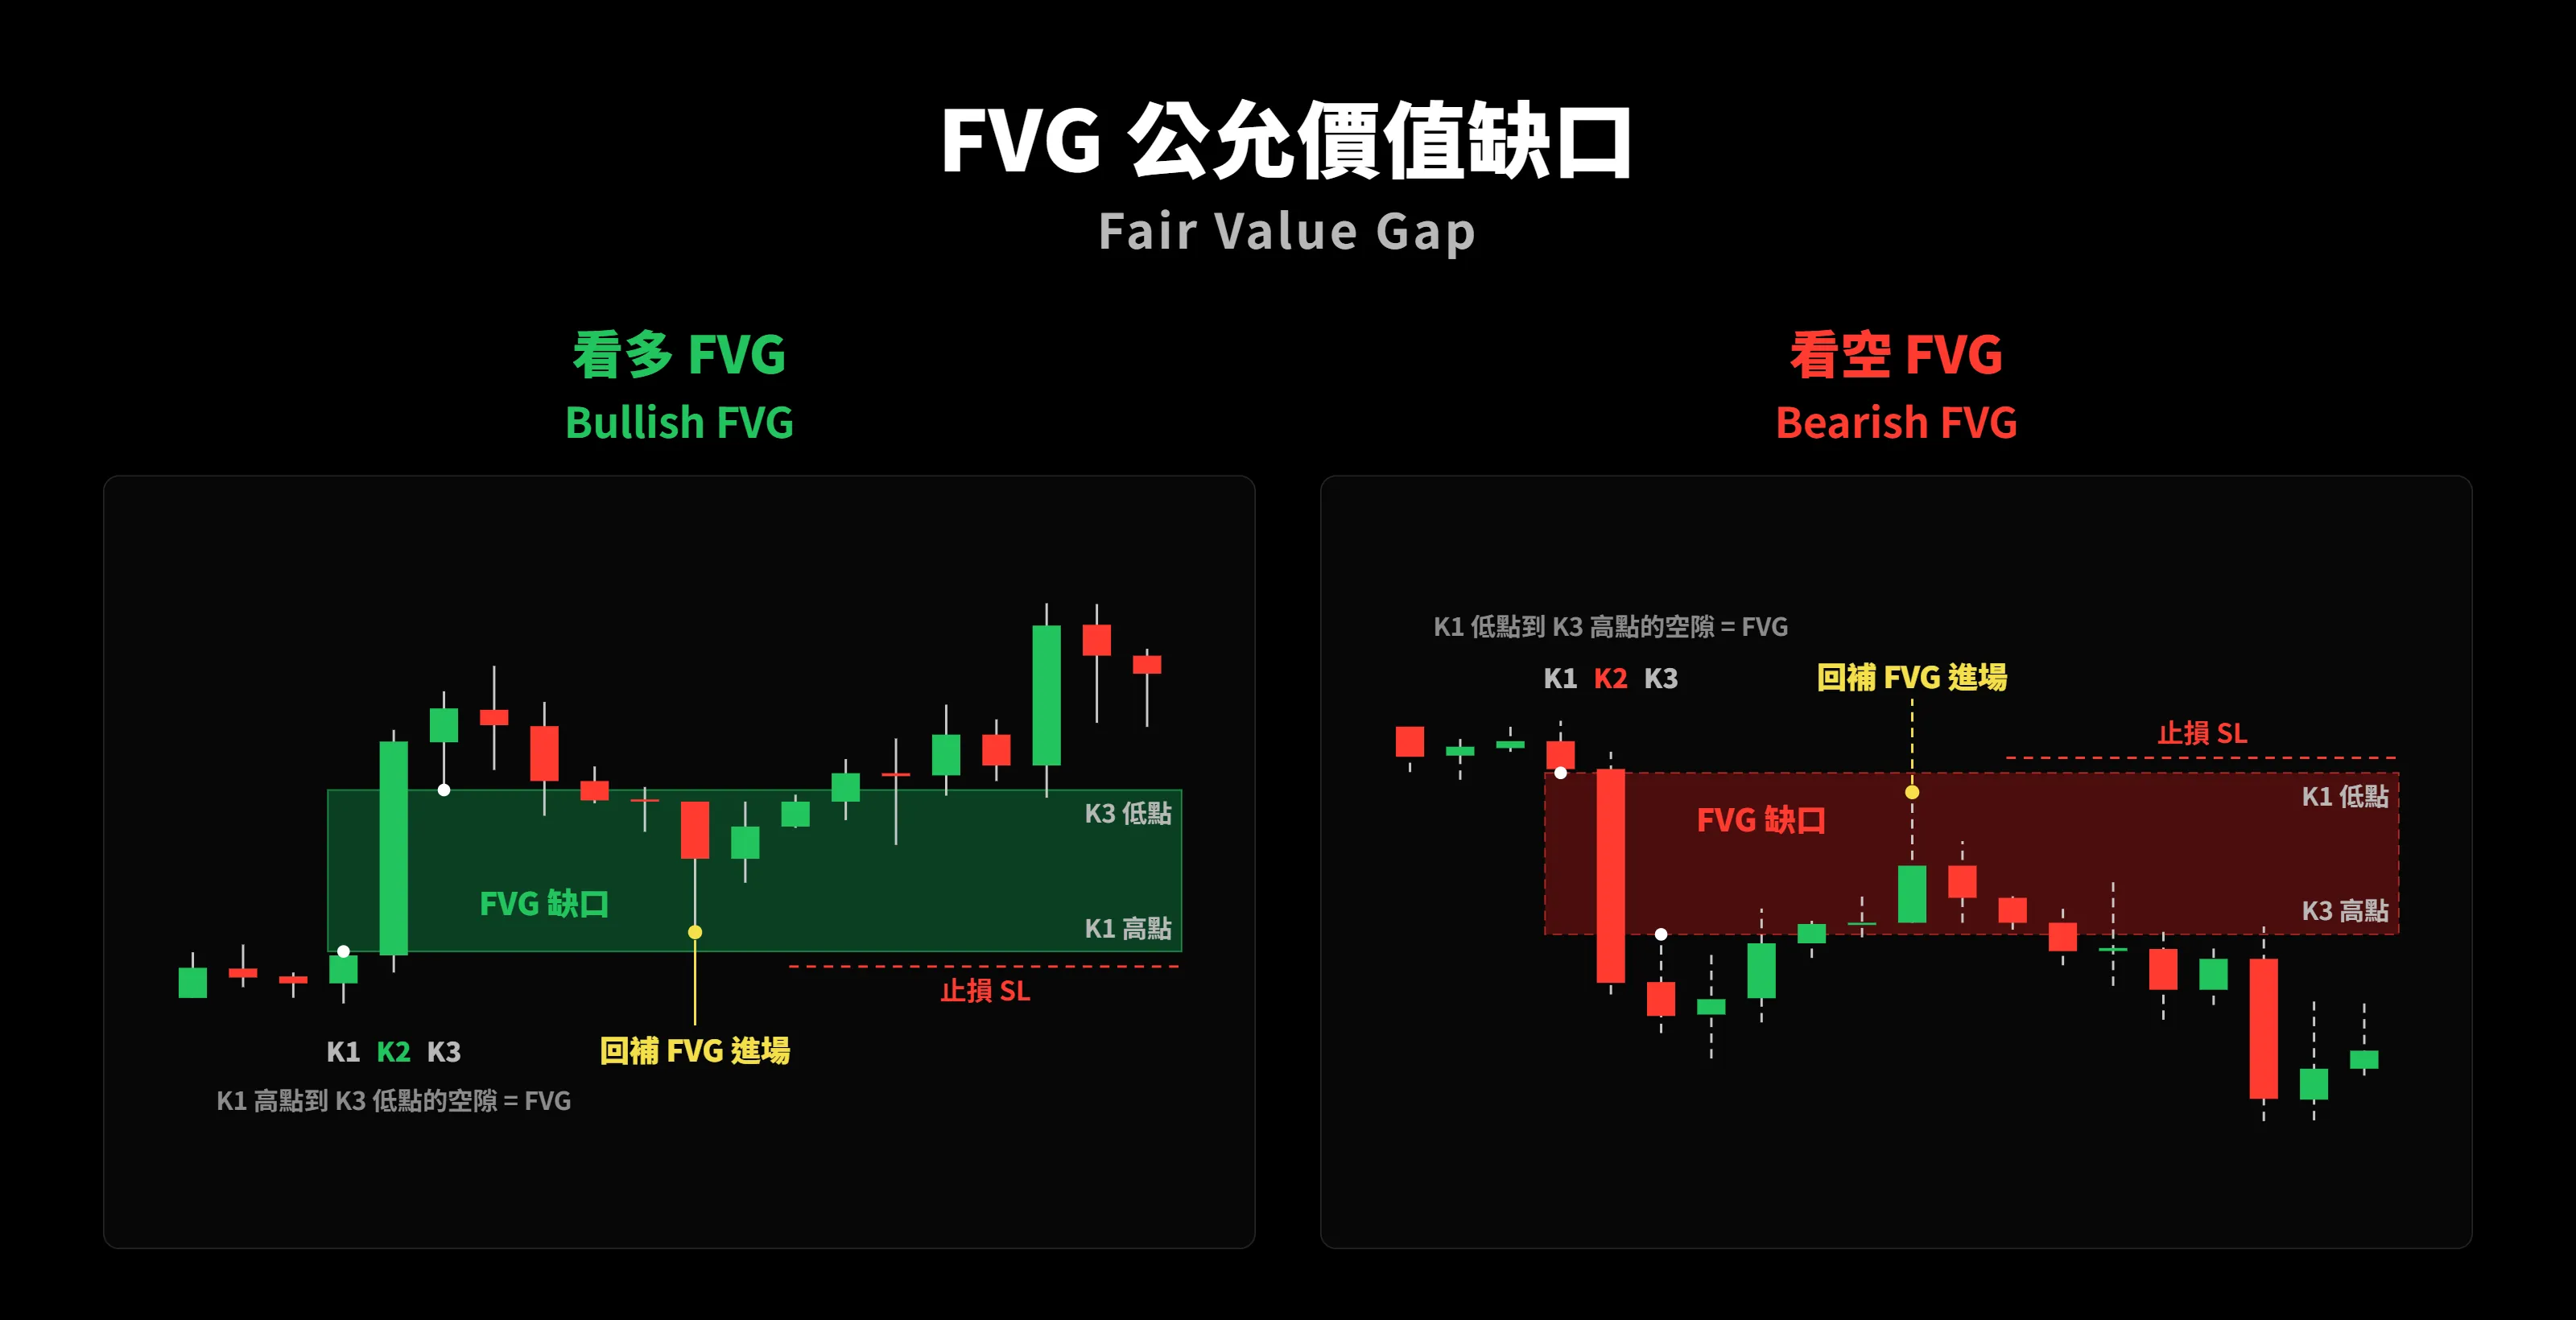 FVG 公允價值缺口
Fair Value Gap
看多 FVG
Bullish FVG
K3 低點
FVG 缺口
K1 高點
止損 SL
K1 K2 K3
回補 FVG 進場
K1 高點到 K3 低點的空隙 = FVG
看空 FVG
Bearish FVG
K1 低點到 K3 高點的空隙 = FVG
K1 K2 K3
回補 FVG 進場
止損 SL
K1 低點
FVG 缺口
K3 高點